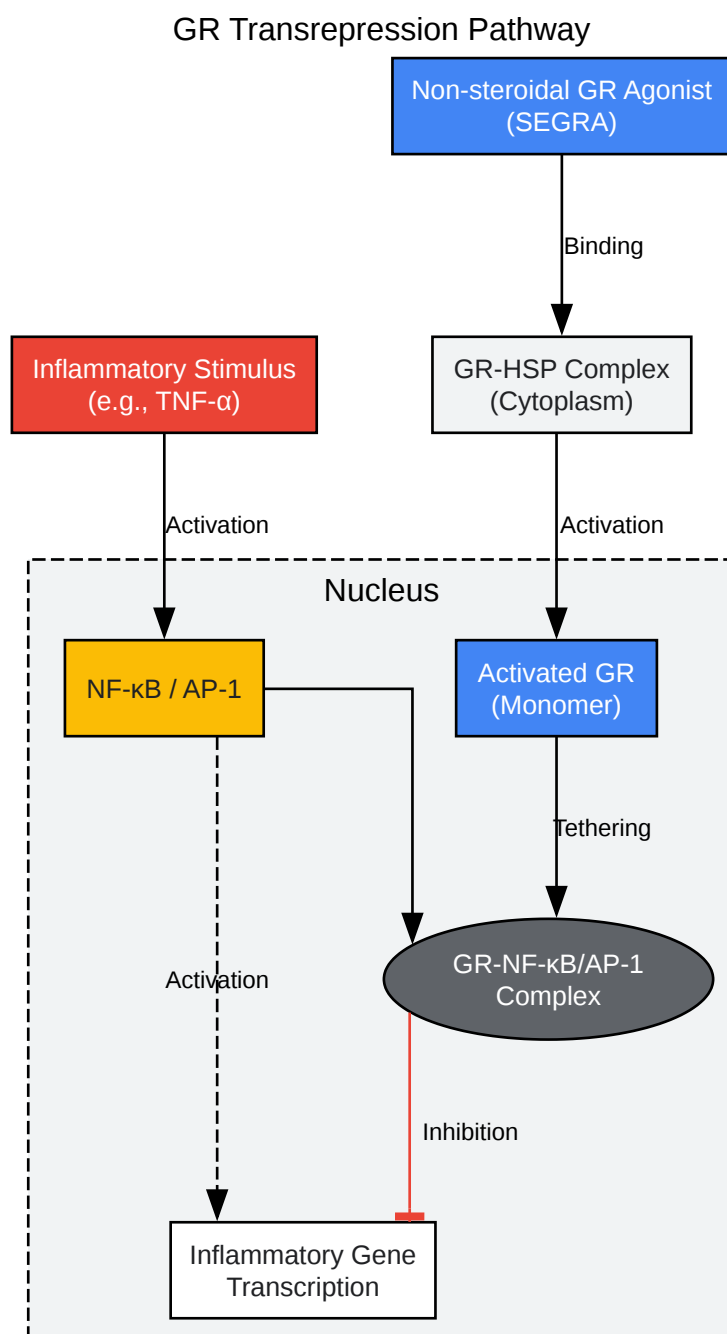 GR Transrepression Pathway
Non-steroidal GR Agonist
(SEGRA)
Binding
Inflammatory Stimulus
(e.g., TNF-α)
GR-HSP Complex
(Cytoplasm)
Activation
Activation
Nucleus
NF-κB / AP-1
Activated GR
(Monomer)
Tethering
GR-NF-κB/AP-1
Complex
Activation
Inhibition
Inflammatory Gene
Transcription